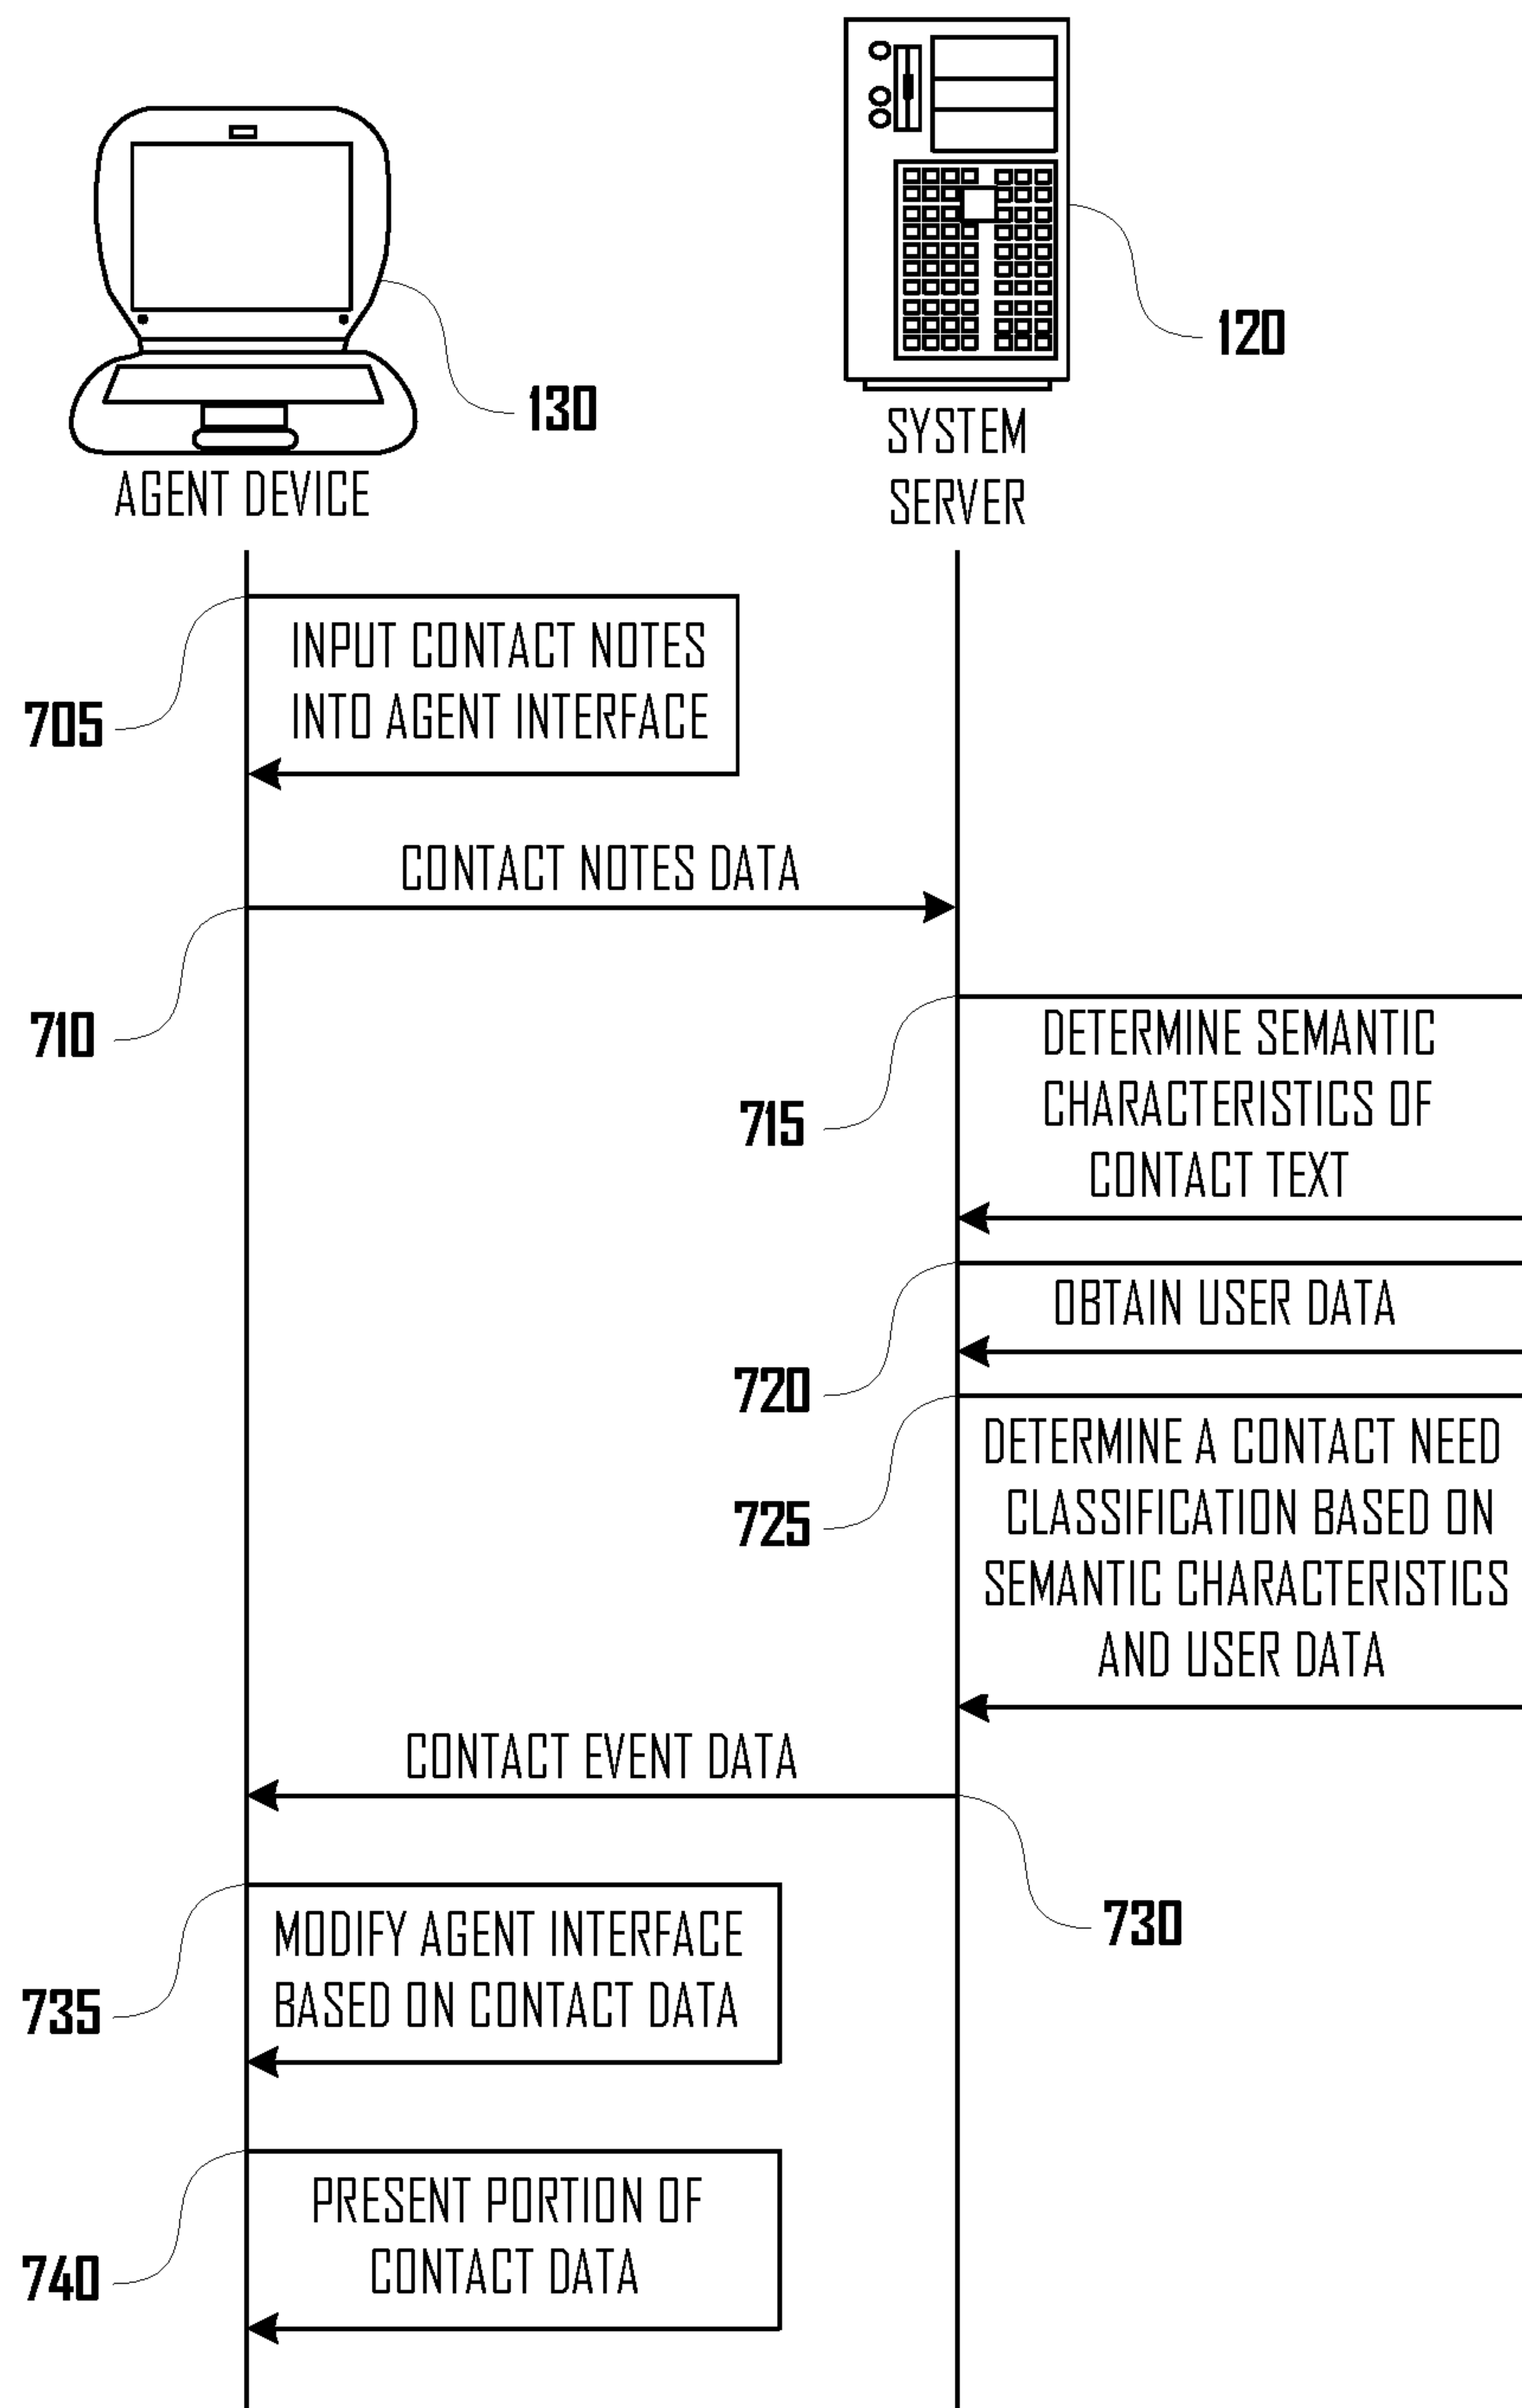 120
130
SYSTEM
SERVER
AGENT DEVICE
INPUT CONTACT NOTES
INTO AGENT INTERFACE
705
CONTACT NOTES DATA
710
DETERMINE SEMANTIC
CHARACTERISTICS OF
CONTACT TEXT
715
OBTAIN USER DATA
720
DETERMINE A CONTACT NEED
CLASSIFICATION BASED ON
SEMANTIC CHARACTERISTICS
AND USER DATA
725
CONTACT EVENT DATA
730
MODIFY AGENT INTERFACE
BASED ON CONTACT DATA
735
PRESENT PORTION OF
CONTACT DATA
740